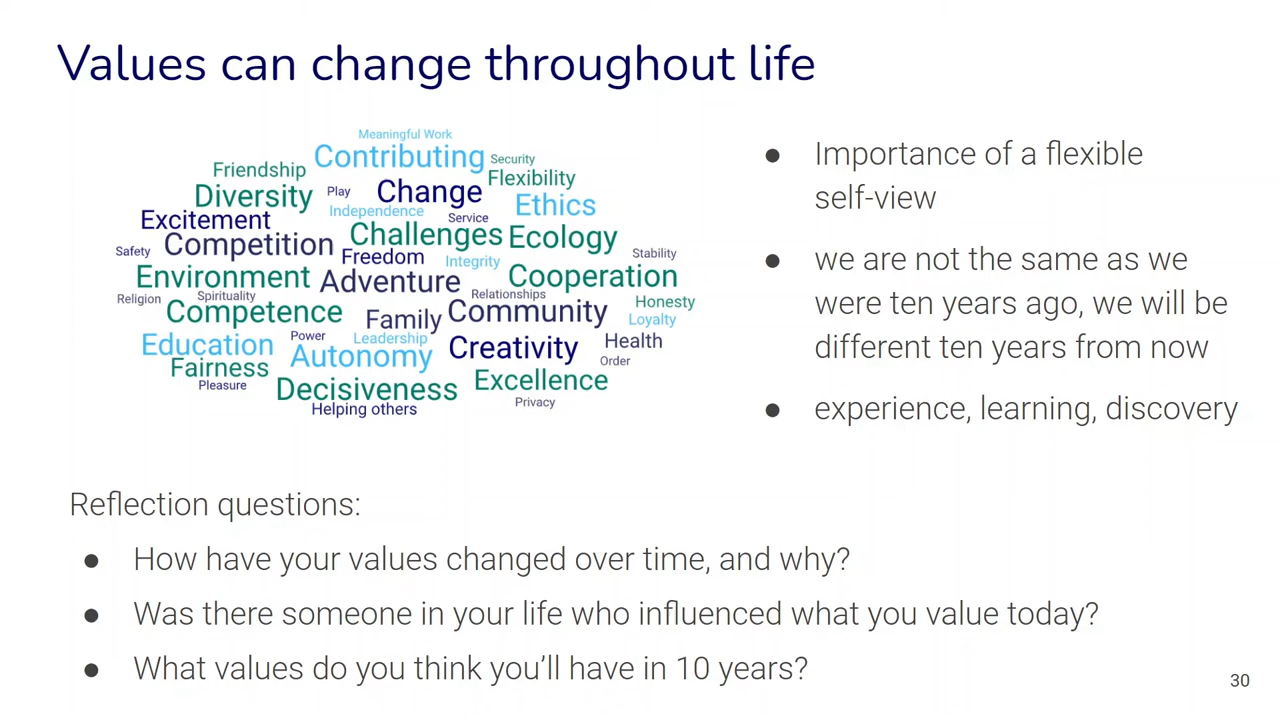 Values can change throughout life
Meaningful Work
Contributing
Security
Friendship
Flexibility
Diversity
Play
Change
Independence
Ethics
Excitement
Service
Challenges
Ecology
Competition
Safety
Freedom
Integrity
Stability
Environment
Adventure
Cooperation
Religion
Spirituality
Relationships
Honesty
Competence
Family
Community
Loyalty
Education
Power
Leadership
Health
Autonomy
Creativity
Order
Fairness
Pleasure
Decisiveness
Excellence
Helping others
Privacy
● Importance of a flexible
self-view
● we are not the same as we
were ten years ago, we will be
different ten years from now
● experience, learning, discovery
Reflection questions:
● How have your values changed over time, and why?
● Was there someone in your life who influenced what you value today?
● What values do you think you’ll have in 10 years?
30